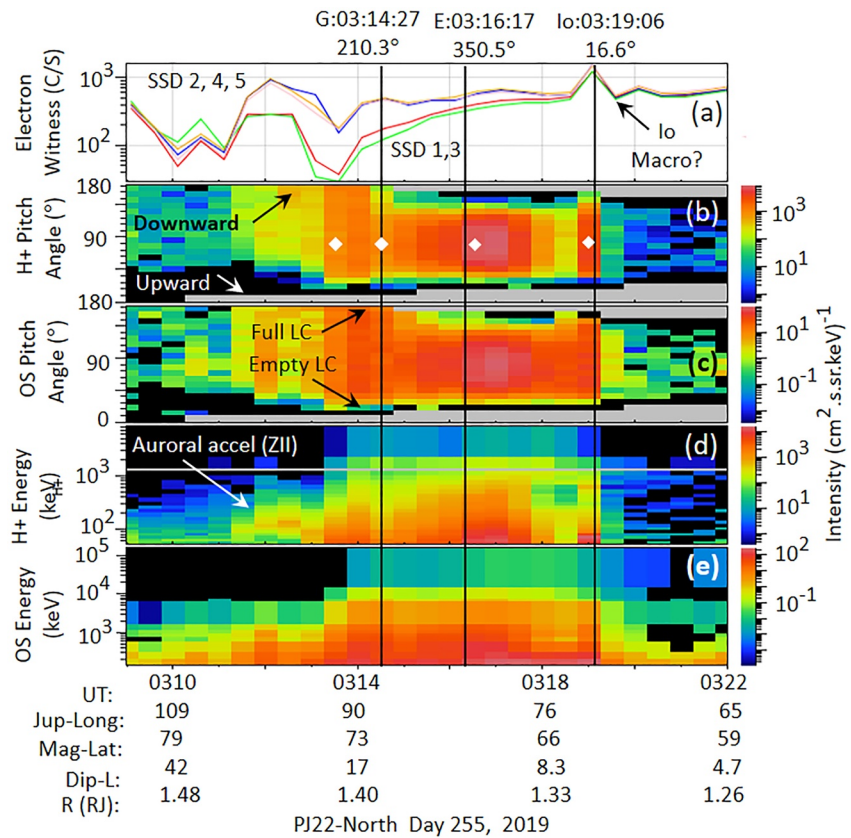 G:03:14:27 E:03:16:17 Io:03:19:06
210.3° 350.5° 16.6°
Electron
Witness (C/S)
10³
10²
SSD 2, 4, 5
SSD 1,3
(a)
Io
Macro?
H+ Pitch
Angle (°)
180
90
Downward
Upward
(b)
10³
10¹
OS Pitch
Angle (°)
180
90
0
Full LC
Empty LC
(c)
10¹
10⁻¹
Intensity (cm².s.sr.keV)⁻¹
H+ Energy
(keV)
H+
10³
10²
5
Auroral accel (ZII)
(d)
10³
10¹
OS Energy
(keV)
10⁵
10⁴
10³
(e)
10²
10⁻¹
UT: 0310 0314 0318 0322
Jup-Long: 109 90 76 65
Mag-Lat: 79 73 66 59
Dip-L: 42 17 8.3 4.7
R (RJ): 1.48 1.40 1.33 1.26
PJ22-North Day 255, 2019